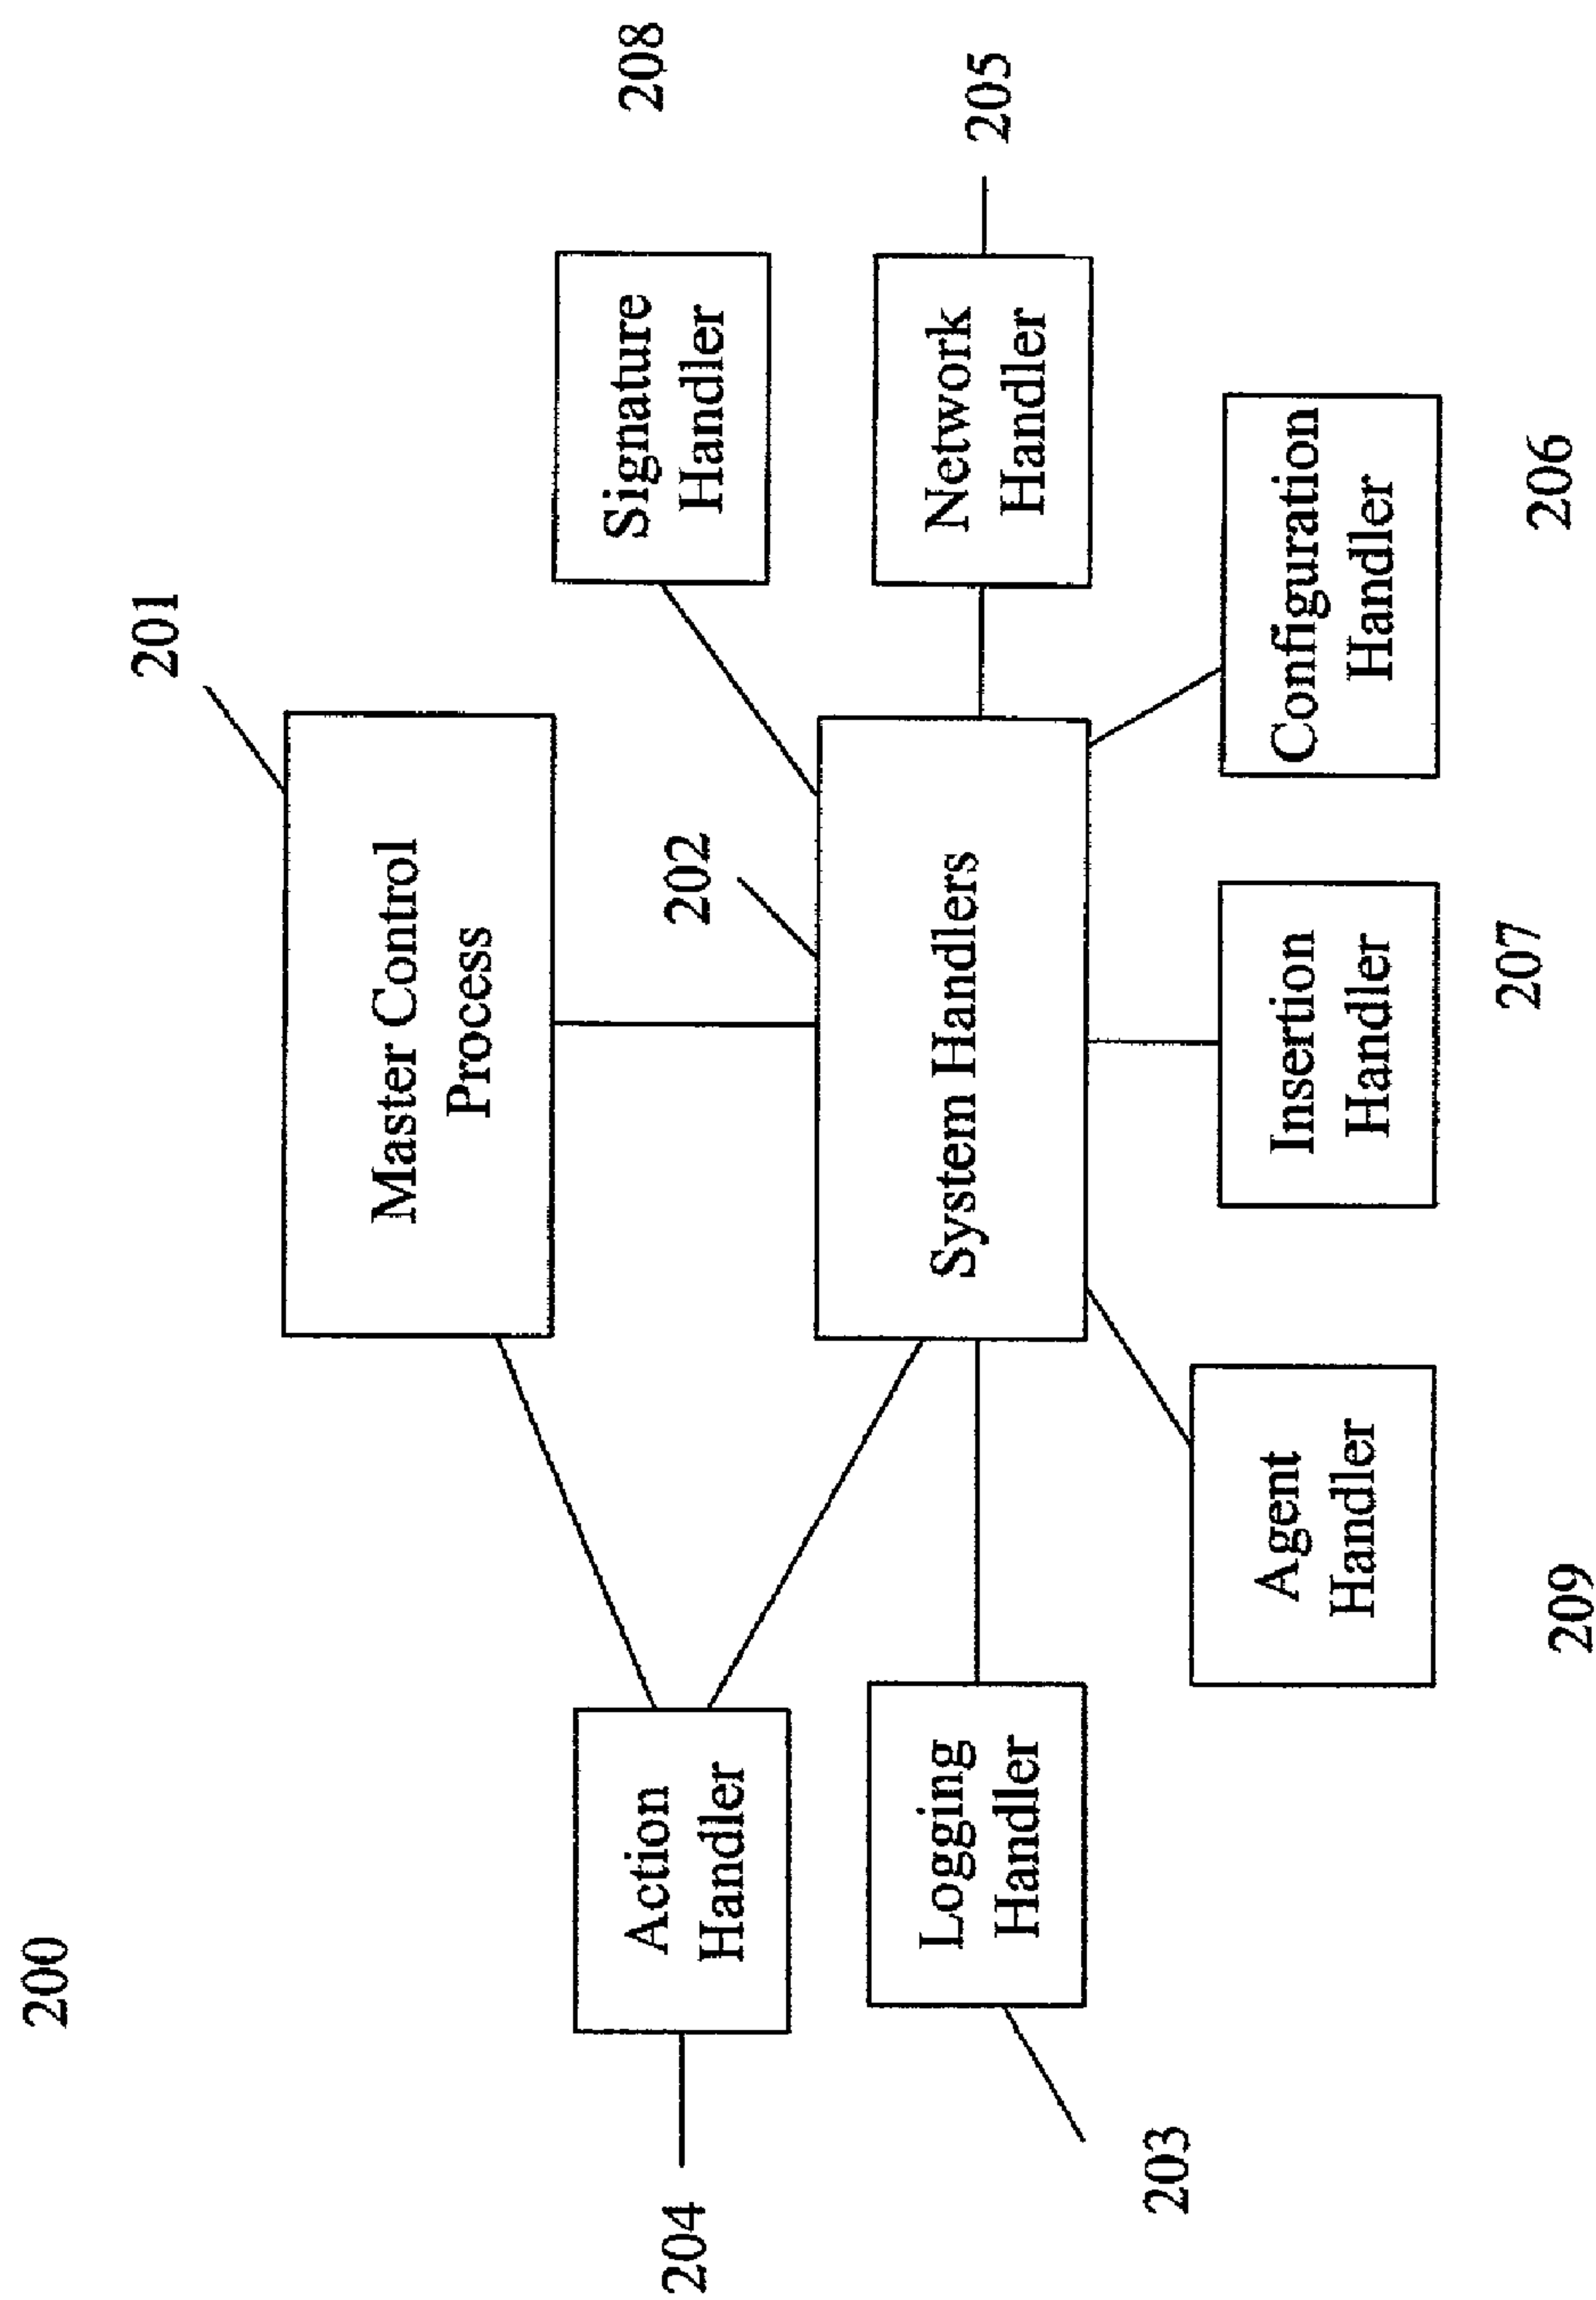 200
201
Master Control
Process
202
System Handlers
204
Action
Handler
208
Signature
Handler
203
Logging
Handler
205
Network
Handler
209
Agent
Handler
207
Insertion
Handler
206
Configuration
Handler